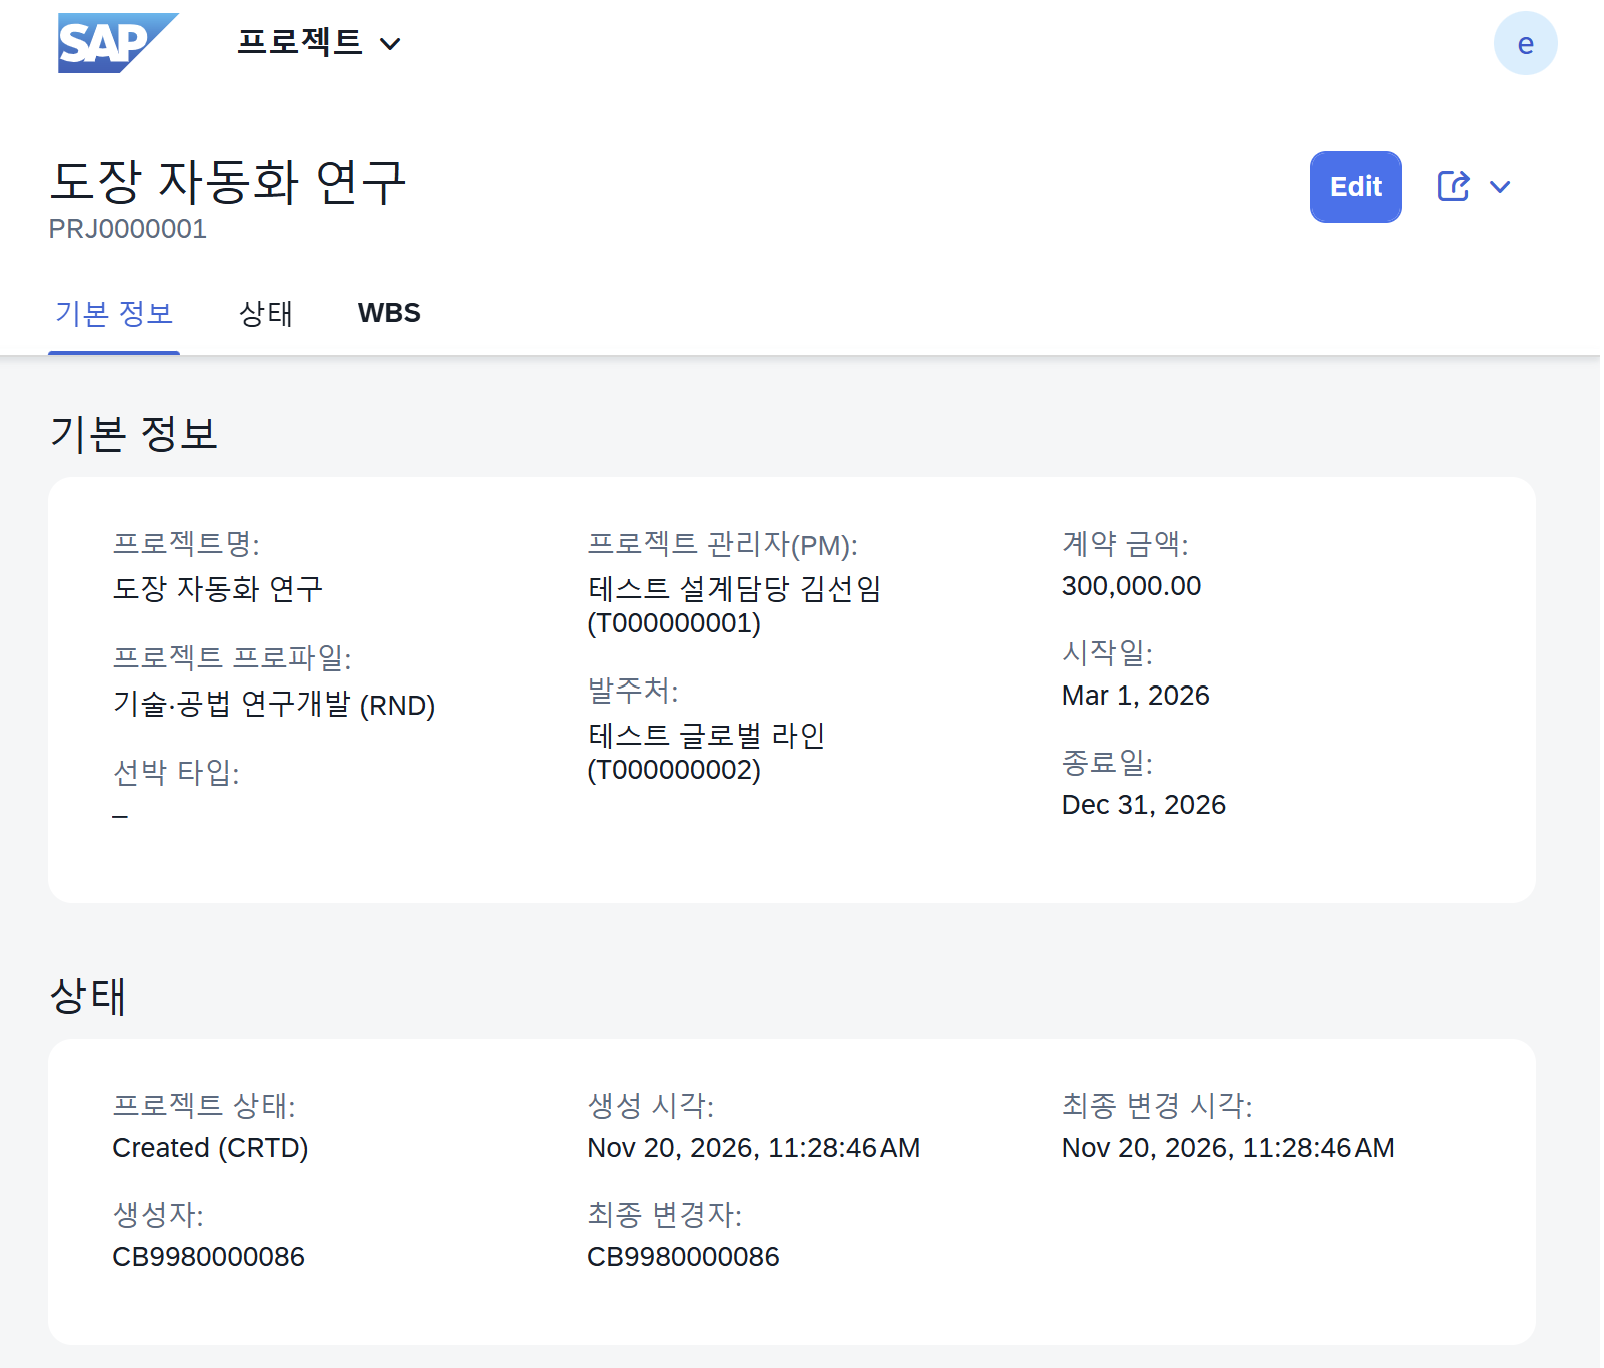 SAP
프로젝트
e
도장 자동화 연구
PRJ0000001
Edit
기본 정보
상태
WBS
기본 정보
프로젝트명:
도장 자동화 연구
프로젝트 프로파일:
기술·공법 연구개발 (RND)
선박 타입:
–
프로젝트 관리자(PM):
테스트 설계담당 김선임
(T000000001)
발주처:
테스트 글로벌 라인
(T000000002)
계약 금액:
300,000.00
시작일:
Mar 1, 2026
종료일:
Dec 31, 2026
상태
프로젝트 상태:
Created (CRTD)
생성자:
CB9980000086
생성 시각:
Nov 20, 2026, 11:28:46 AM
최종 변경자:
CB9980000086
최종 변경 시각:
Nov 20, 2026, 11:28:46 AM